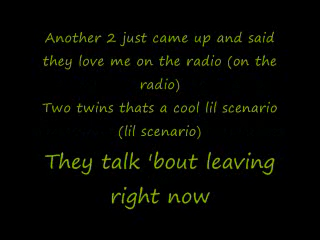 Another 2 just came up and said
they love me on the radio (on the
radio)
Two twins thats a cool lil scenario
(lil scenario)
They talk 'bout leaving
right now